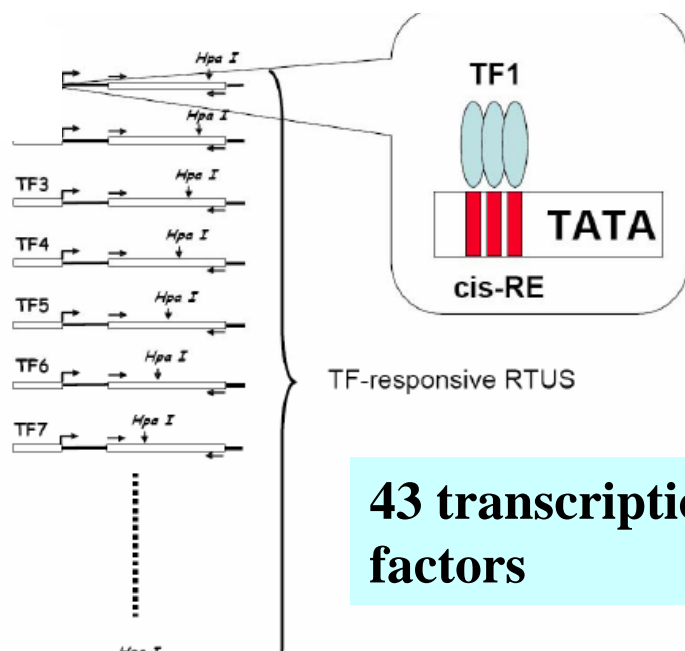 Hpa I
Hpa I
TF3
Hpa I
TF4
Hpa I
TF5
Hpa I
TF6
Hpa I
TF7
Hpa I
Hpa I
TF1
TATA
cis-RE
TF-responsive RTUS
43 transcriptio
factors